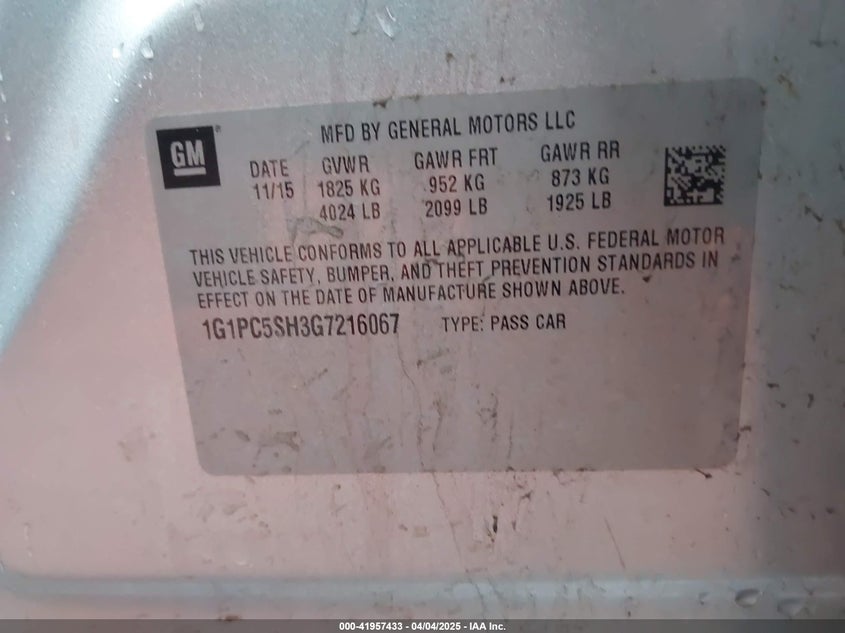 MFD BY GENERAL MOTORS LLC
GM
DATE GVWR GAWR FRT GAWR RR
11/15 1825 KG 952 KG 873 KG
4024 LB 2099 LB 1925 LB
THIS VEHICLE CONFORMS TO ALL APPLICABLE U.S. FEDERAL MOTOR
VEHICLE SAFETY, BUMPER, AND THEFT PREVENTION STANDARDS IN
EFFECT ON THE DATE OF MANUFACTURE SHOWN ABOVE.
1G1PC5SH3G7216067 TYPE: PASS CAR
000-41957433 - 04/04/2025 - IAA Inc.